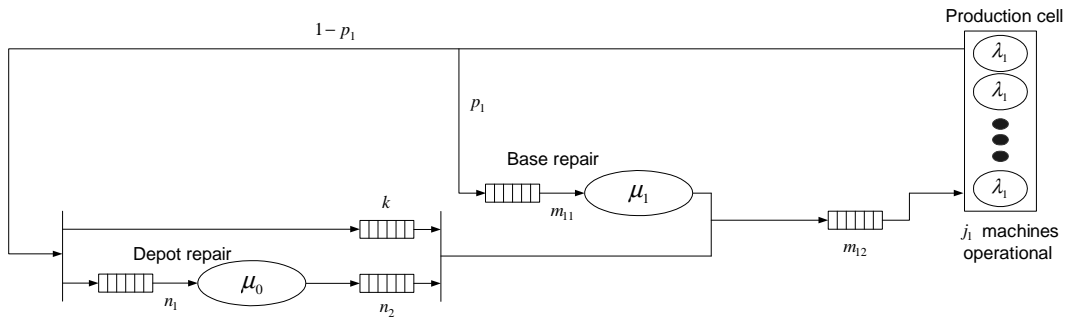 Production cell
1 − p₁
λ₁
λ₁
p₁
Base repair
λ₁
μ₁
m₁₁
k
m₁₂
j₁ machines
operational
Depot repair
μ₀
n₁
n₂